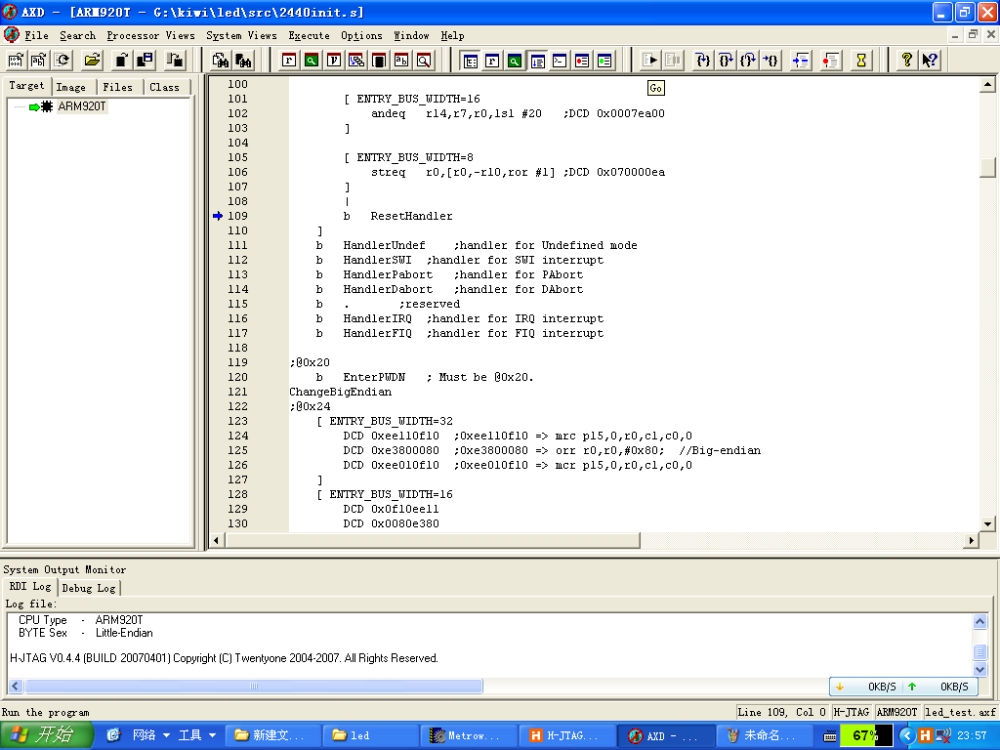 AXD - [ARM920T - G:\kiwi\led\src\2440init.s]
File Search Processor Views System Views Execute Options Window Help
Target Image Files Class
ARM920T
Go
100
101 [ ENTRY_BUS_WIDTH=16
102 andeq r14,r7,r0,lsl #20 ;DCD 0x0007ea00
103 ]
104
105 [ ENTRY_BUS_WIDTH=8
106 streq r0,[r0,-r10,ror #1] ;DCD 0x070000ea
107 ]
108 |
109 b ResetHandler
110 ]
111 b HandlerUndef ;handler for Undefined mode
112 b HandlerSWI ;handler for SWI interrupt
113 b HandlerPabort ;handler for PAbort
114 b HandlerDabort ;handler for DAbort
115 b . ;reserved
116 b HandlerIRQ ;handler for IRQ interrupt
117 b HandlerFIQ ;handler for FIQ interrupt
118
119 ;@0x20
120 b EnterPWDN ; Must be @0x20.
121 ChangeBigEndian
122 ;@0x24
123 [ ENTRY_BUS_WIDTH=32
124 DCD 0xee110f10 ;0xee110f10 => mrc p15,0,r0,c1,c0,0
125 DCD 0xe3800080 ;0xe3800080 => orr r0,r0,#0x80; //Big-endian
126 DCD 0xee010f10 ;0xee010f10 => mcr p15,0,r0,c1,c0,0
127 ]
128 [ ENTRY_BUS_WIDTH=16
129 DCD 0x0f10ee11
130 DCD 0x0080e380
System Output Monitor
RDI Log Debug Log
Log file:
CPU Type - ARM920T
BYTE Sex - Little-Endian
H-JTAG V0.4.4 (BUILD 20070401) Copyright (C) Twentyone 2004-2007. All Rights Reserved.
0KB/S 0KB/S
Run the program Line 109, Col 0 H-JTAG ARM920T led_test.axf
开始 网络 工具 新建文... led Metrow... H-JTAG... AXD - ... 未命名... 67% 23:57